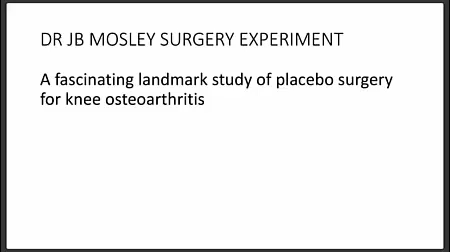 DR JB MOSLEY SURGERY EXPERIMENT
A fascinating landmark study of placebo surgery
for knee osteoarthritis